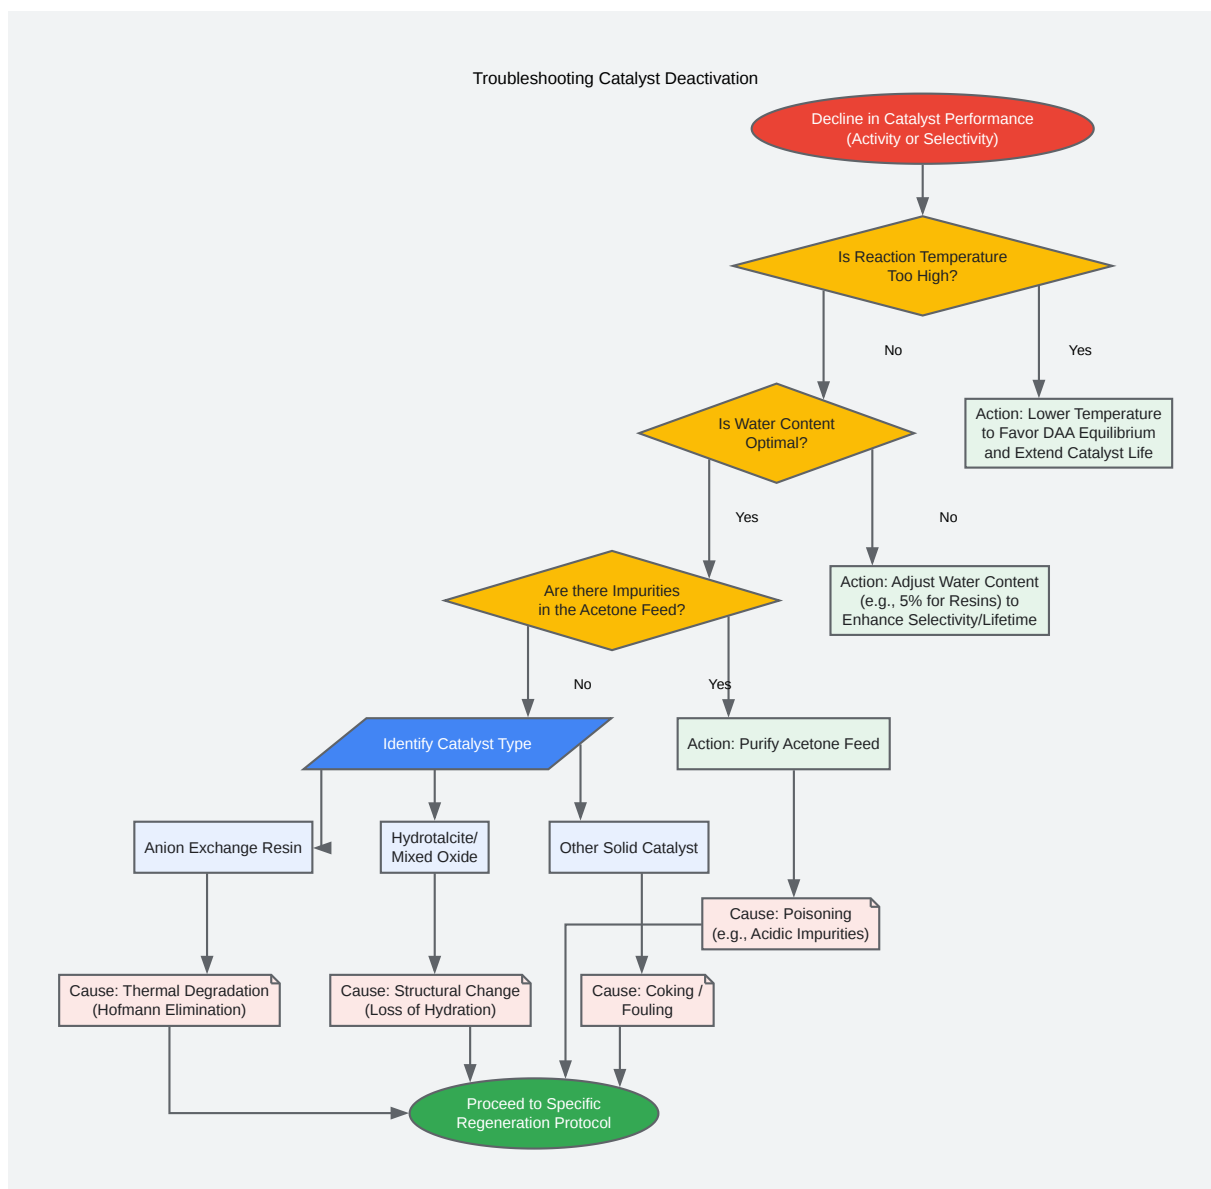 Troubleshooting Catalyst Deactivation
Decline in Catalyst Performance
(Activity or Selectivity)
Is Reaction Temperature
Too High?
No
Yes
Action: Lower Temperature
to Favor DAA Equilibrium
and Extend Catalyst Life
Is Water Content
Optimal?
Yes
No
Action: Adjust Water Content
(e.g., 5% for Resins) to
Enhance Selectivity/Lifetime
Are there Impurities
in the Acetone Feed?
No
Yes
Identify Catalyst Type
Action: Purify Acetone Feed
Anion Exchange Resin
Hydrotalcite/
Mixed Oxide
Other Solid Catalyst
Cause: Poisoning
(e.g., Acidic Impurities)
Cause: Thermal Degradation
(Hofmann Elimination)
Cause: Structural Change
(Loss of Hydration)
Cause: Coking /
Fouling
Proceed to Specific
Regeneration Protocol